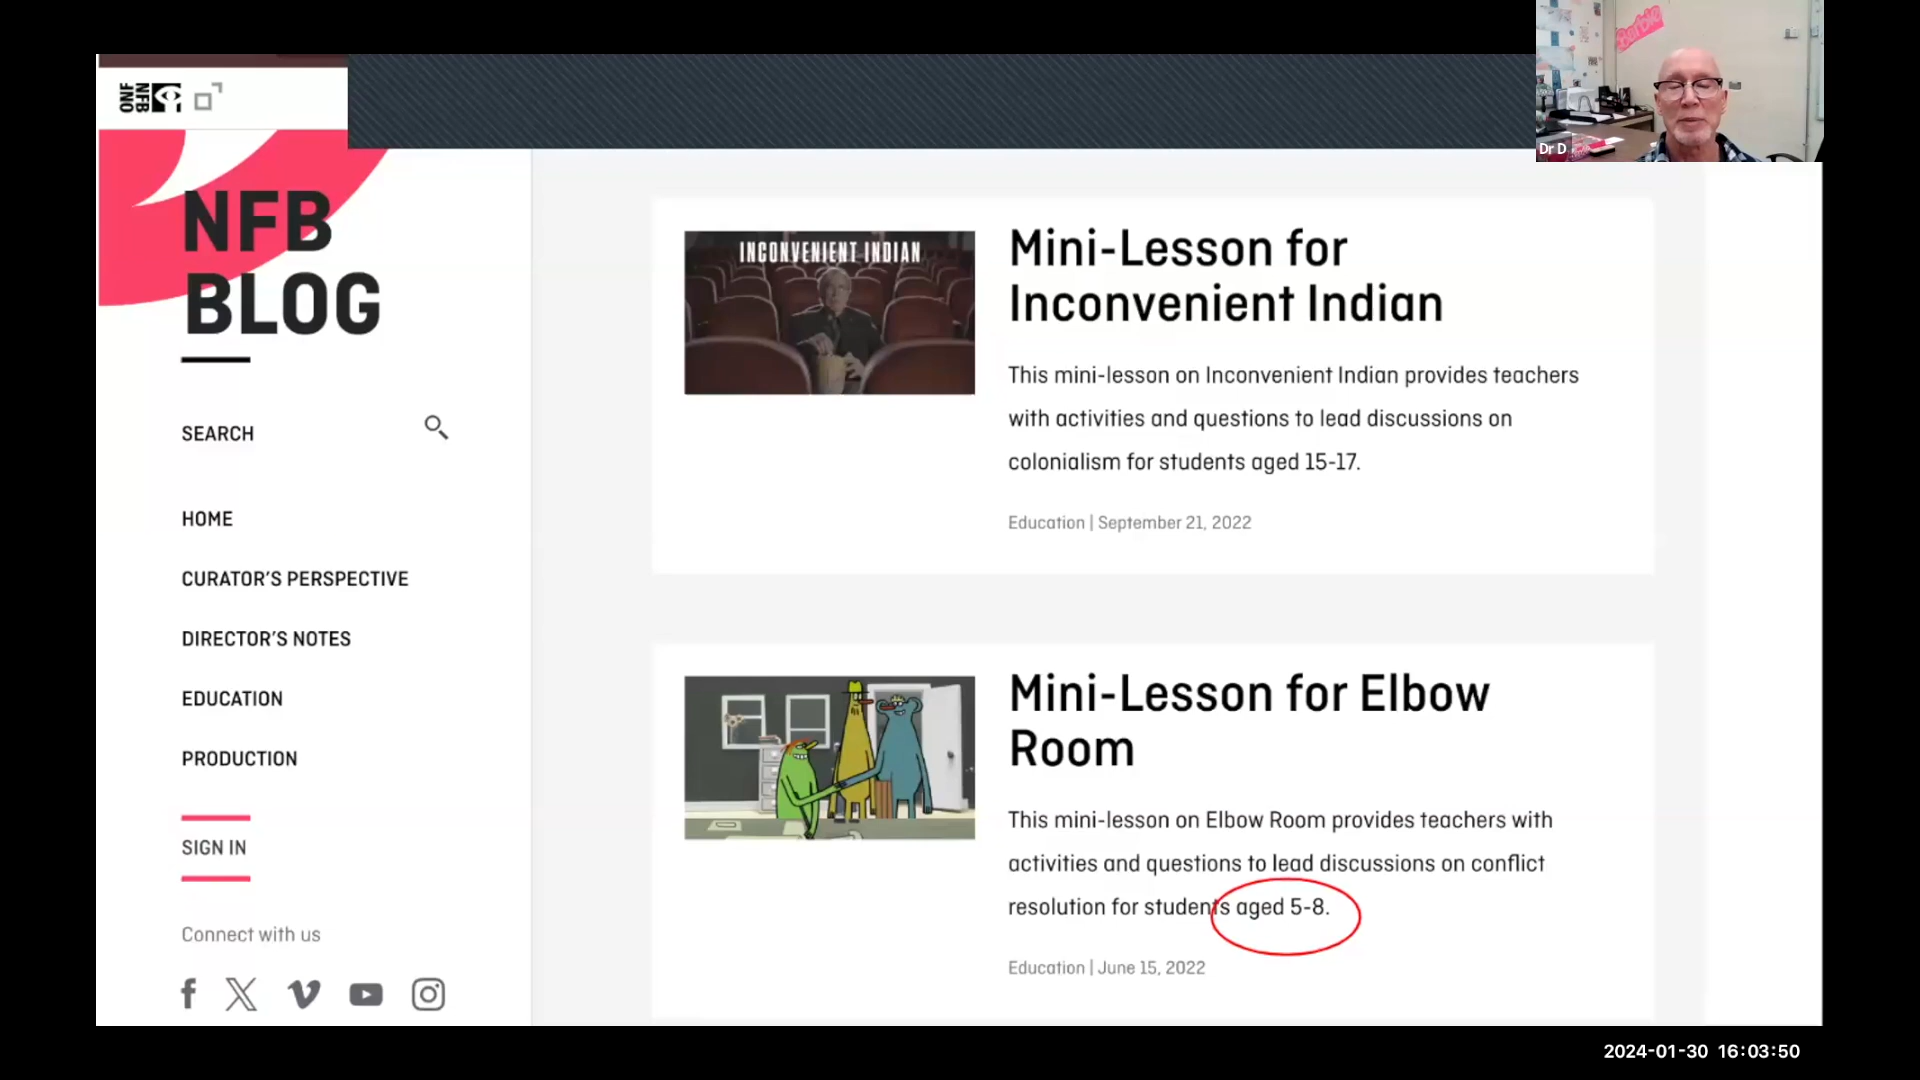 ONF
NFB
NFB
BLOG
SEARCH
HOME
CURATOR'S PERSPECTIVE
DIRECTOR'S NOTES
EDUCATION
PRODUCTION
SIGN IN
Connect with us
INCONVENIENT INDIAN
Mini-Lesson for
Inconvenient Indian
This mini-lesson on Inconvenient Indian provides teachers
with activities and questions to lead discussions on
colonialism for students aged 15-17.
Education | September 21, 2022
Mini-Lesson for Elbow
Room
This mini-lesson on Elbow Room provides teachers with
activities and questions to lead discussions on conflict
resolution for students aged 5-8.
Education | June 15, 2022
Barbie
Dr D
2024-01-30 16:03:50